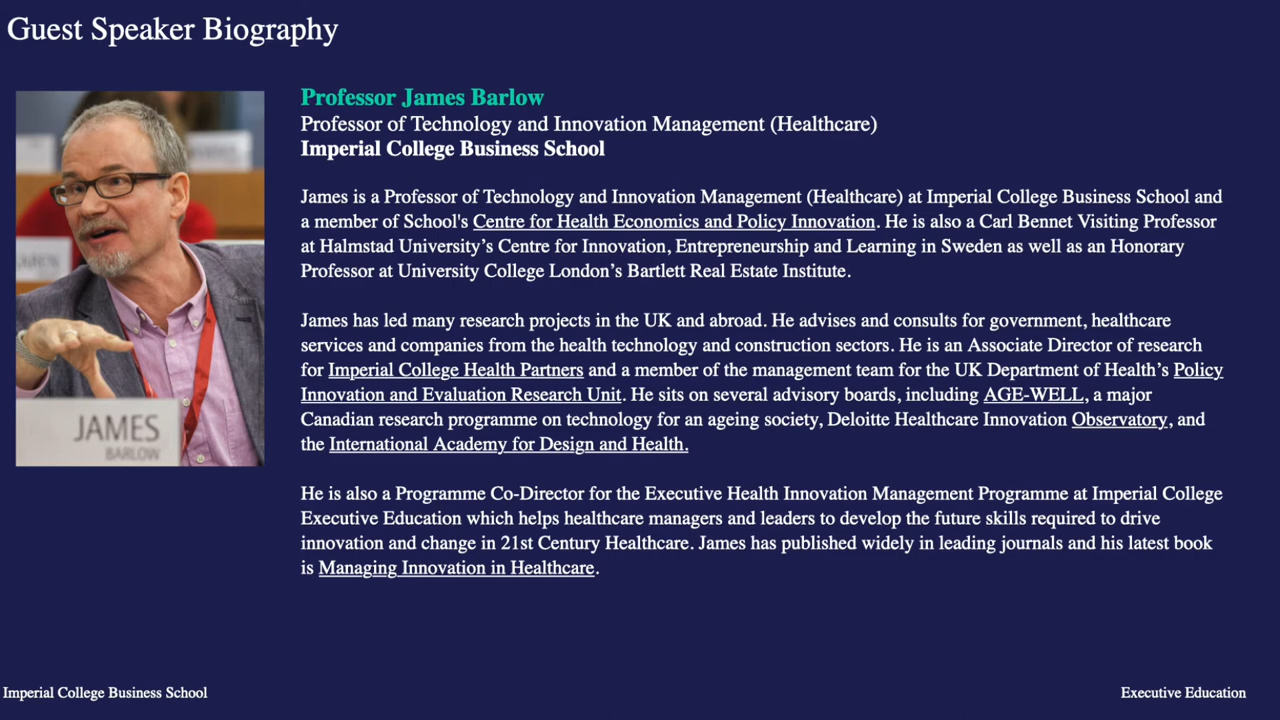 Guest Speaker Biography
Professor James Barlow
Professor of Technology and Innovation Management (Healthcare)
Imperial College Business School
James is a Professor of Technology and Innovation Management (Healthcare) at Imperial College Business School and
a member of School's Centre for Health Economics and Policy Innovation. He is also a Carl Bennet Visiting Professor
at Halmstad University’s Centre for Innovation, Entrepreneurship and Learning in Sweden as well as an Honorary
Professor at University College London’s Bartlett Real Estate Institute.
James has led many research projects in the UK and abroad. He advises and consults for government, healthcare
services and companies from the health technology and construction sectors. He is an Associate Director of research
for Imperial College Health Partners and a member of the management team for the UK Department of Health’s Policy
Innovation and Evaluation Research Unit. He sits on several advisory boards, including AGE-WELL, a major
Canadian research programme on technology for an ageing society, Deloitte Healthcare Innovation Observatory, and
the International Academy for Design and Health.
He is also a Programme Co-Director for the Executive Health Innovation Management Programme at Imperial College
Executive Education which helps healthcare managers and leaders to develop the future skills required to drive
innovation and change in 21st Century Healthcare. James has published widely in leading journals and his latest book
is Managing Innovation in Healthcare.
JAMES
BARLOW
Imperial College Business School
Executive Education